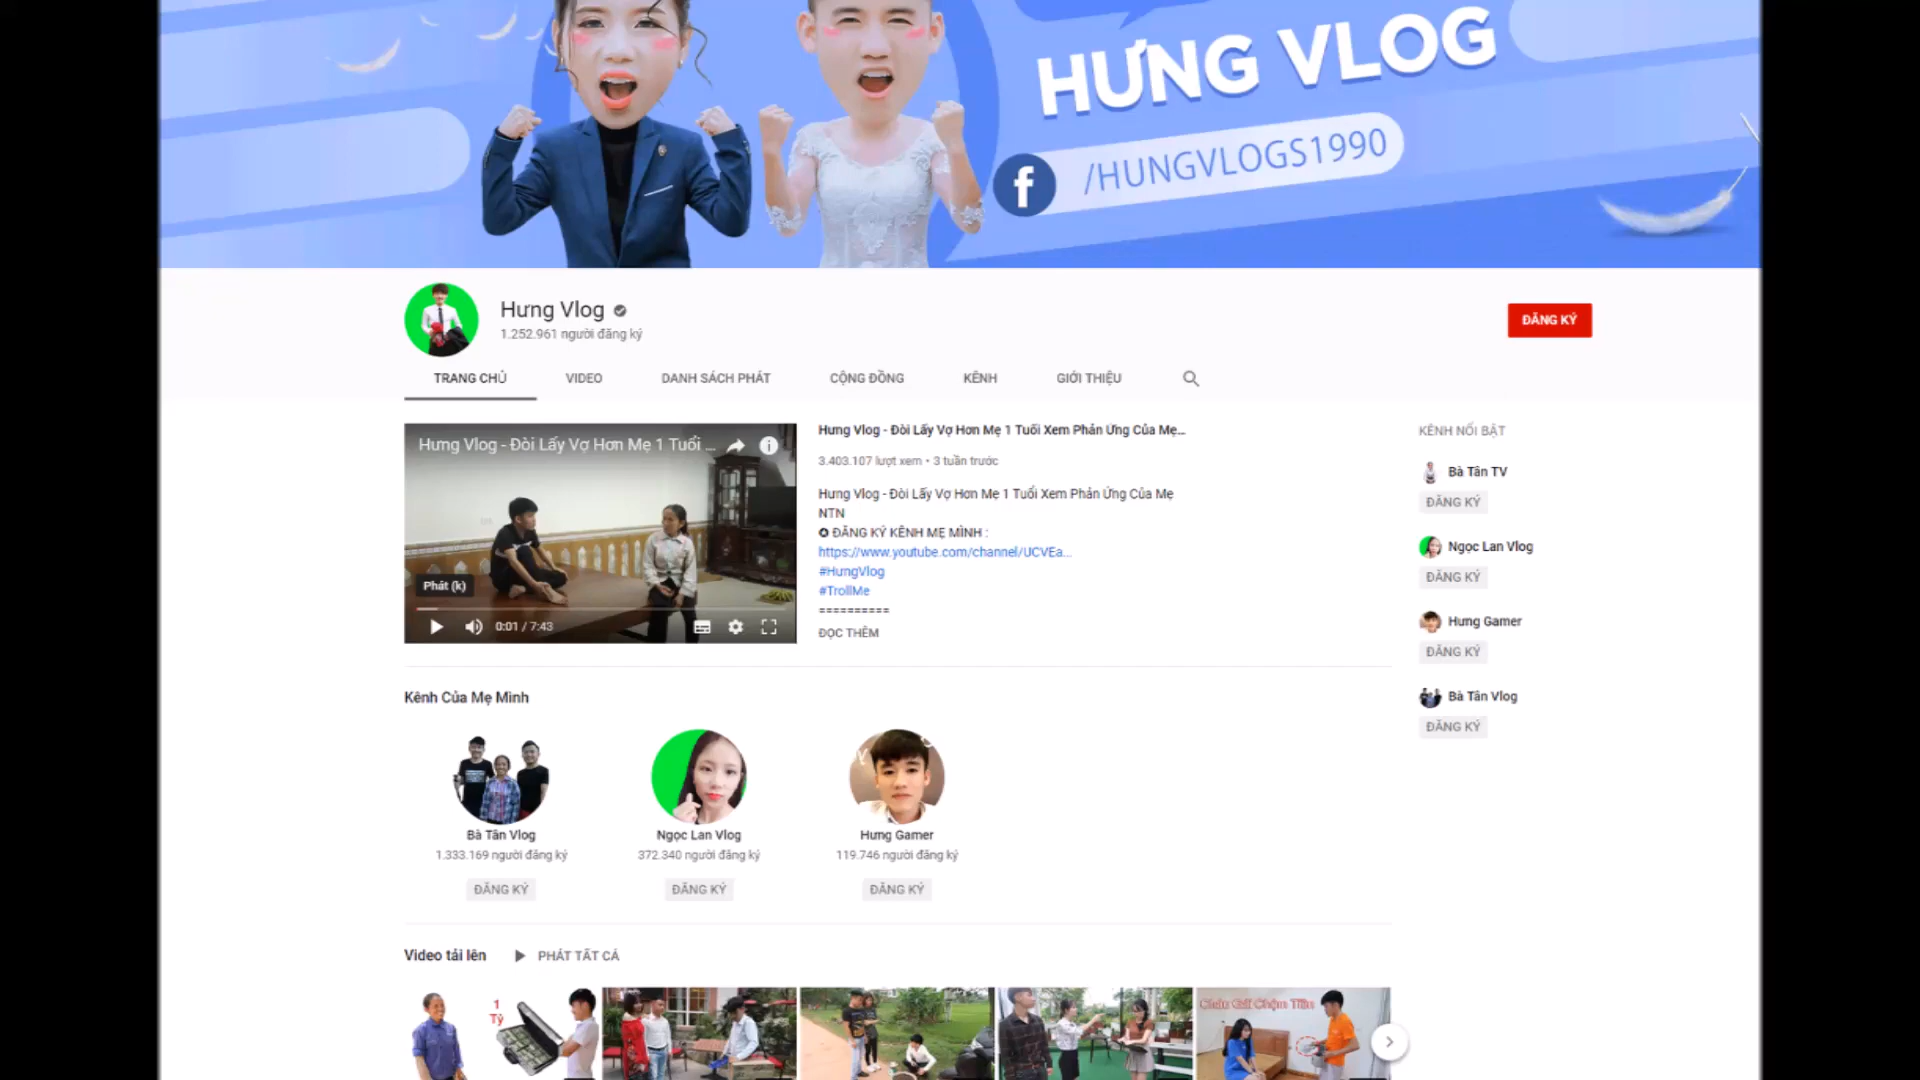 HƯNG VLOG
/HUNGVLOGS1990
Hưng Vlog
1.252.961 người đăng ký
ĐĂNG KÝ
TRANG CHỦ
VIDEO
DANH SÁCH PHÁT
CỘNG ĐỒNG
KÊNH
GIỚI THIỆU
Hưng Vlog - Đòi Lấy Vợ Hơn Mẹ 1 Tuổi ...
Phát (k)
0:01 / 7:43
Hưng Vlog - Đòi Lấy Vợ Hơn Mẹ 1 Tuổi Xem Phản Ứng Của Mẹ...
3.403.107 lượt xem • 3 tuần trước
Hưng Vlog - Đòi Lấy Vợ Hơn Mẹ 1 Tuổi Xem Phản Ứng Của Mẹ
NTN
✪ ĐĂNG KÝ KÊNH MẸ MÌNH :
https://www.youtube.com/channel/UCVEa...
#HưngVlog
#TrollMe
==========
ĐỌC THÊM
KÊNH NỔI BẬT
Bà Tân TV
ĐĂNG KÝ
Ngọc Lan Vlog
ĐĂNG KÝ
Hưng Gamer
ĐĂNG KÝ
Bà Tân Vlog
ĐĂNG KÝ
Kênh Của Mẹ Mình
Bà Tân Vlog
1.333.169 người đăng ký
ĐĂNG KÝ
Ngọc Lan Vlog
372.340 người đăng ký
ĐĂNG KÝ
Hưng Gamer
119.746 người đăng ký
ĐĂNG KÝ
Video tải lên
PHÁT TẤT CẢ
1
Tỷ
Cháu Gái Chộm Tiền